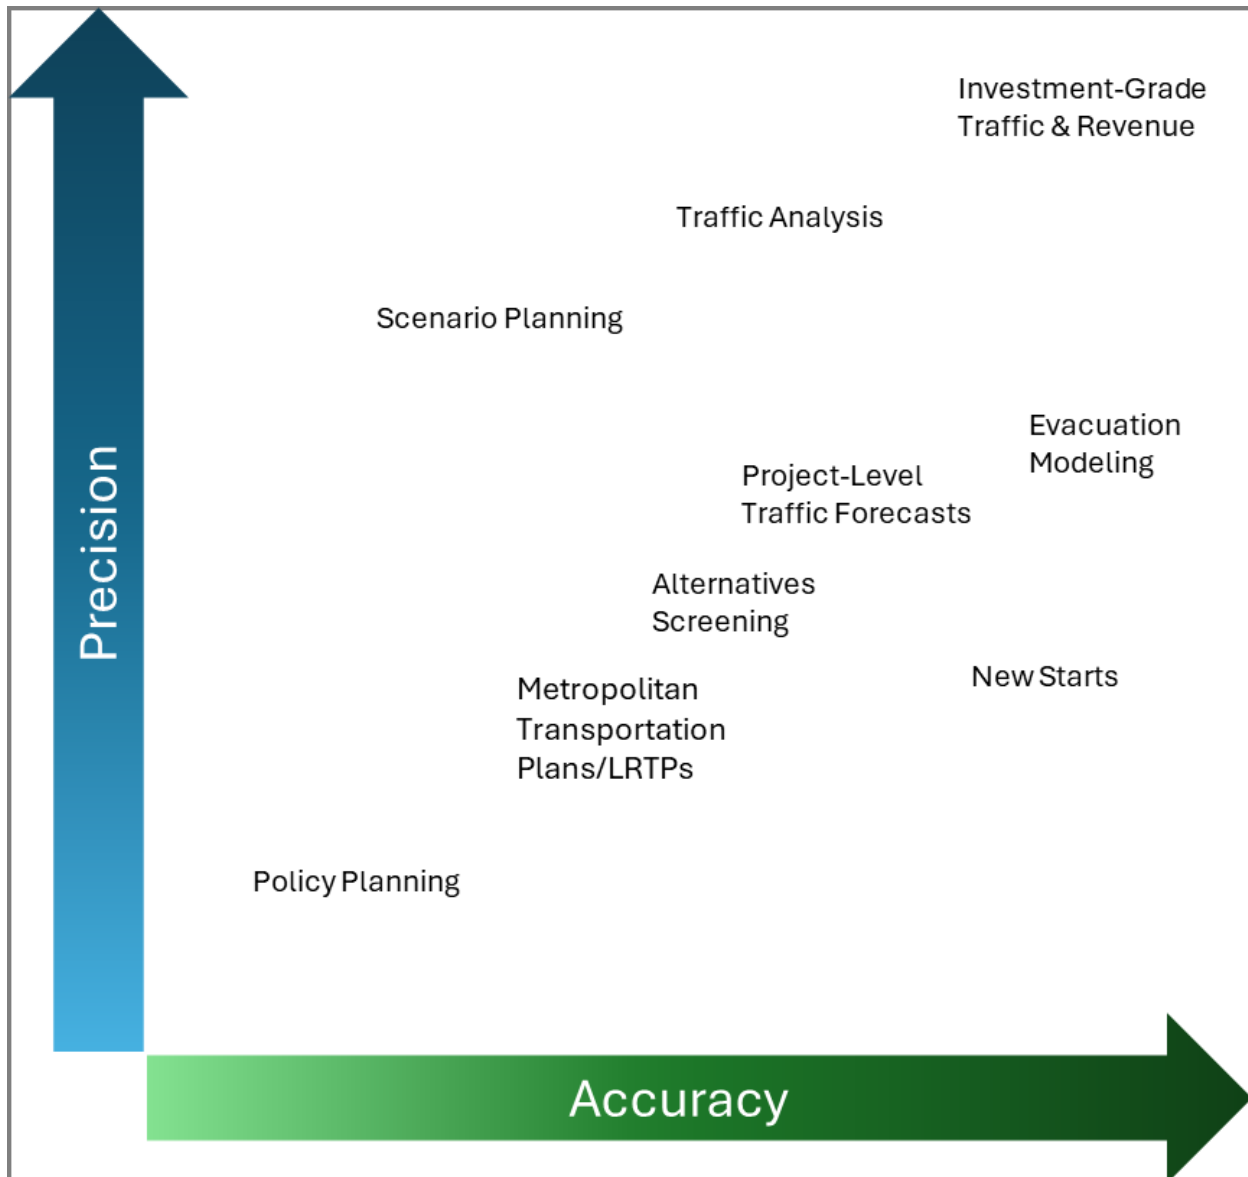 Investment-Grade
Traffic & Revenue
Traffic Analysis
Scenario Planning
Evacuation
Modeling
Project-Level
Traffic Forecasts
Alternatives
Screening
New Starts
Metropolitan
Transportation
Plans/LRTPs
Policy Planning
Precision
Accuracy